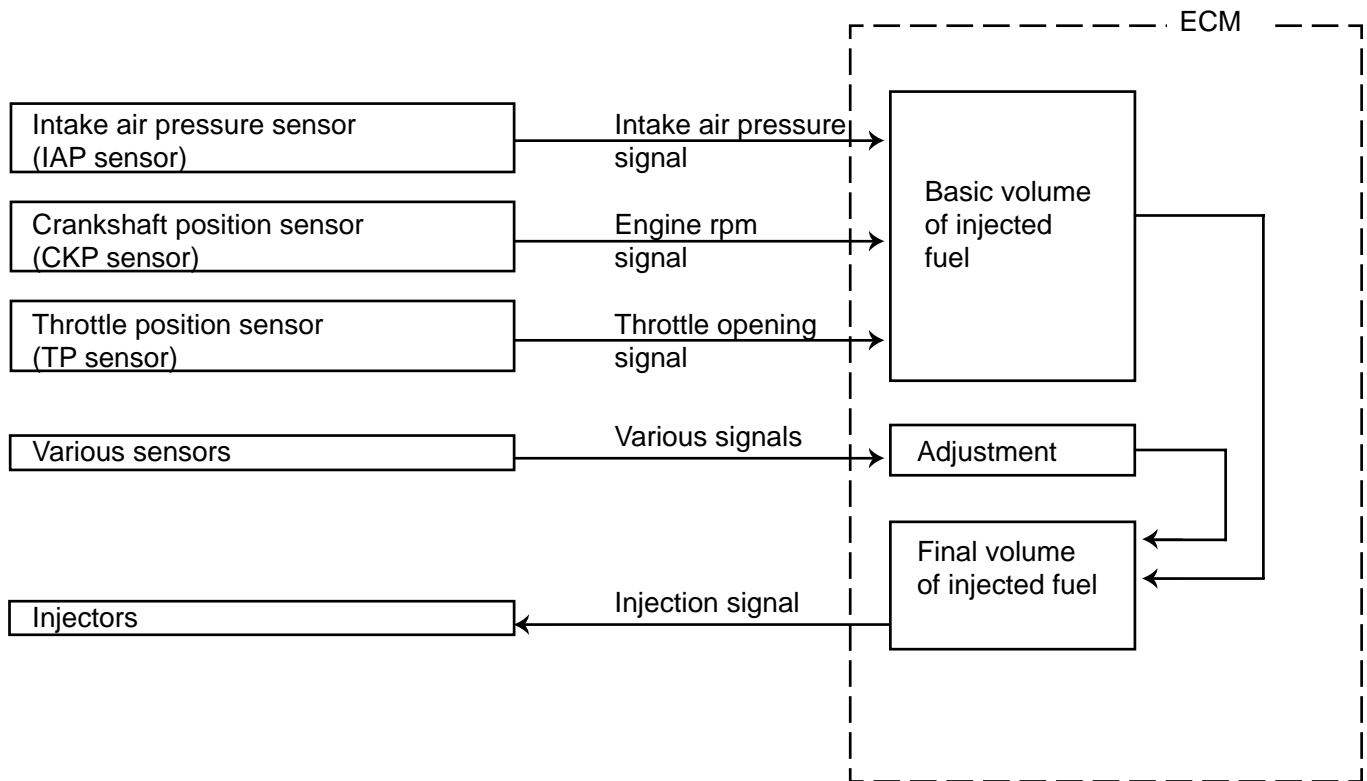 ECM
Intake air pressure sensor
(IAP sensor)
Intake air pressure
signal
Crankshaft position sensor
(CKP sensor)
Engine rpm
signal
Throttle position sensor
(TP sensor)
Throttle opening
signal
Basic volume
of injected
fuel
Various sensors
Various signals
Adjustment
Final volume
of injected fuel
Injectors
Injection signal